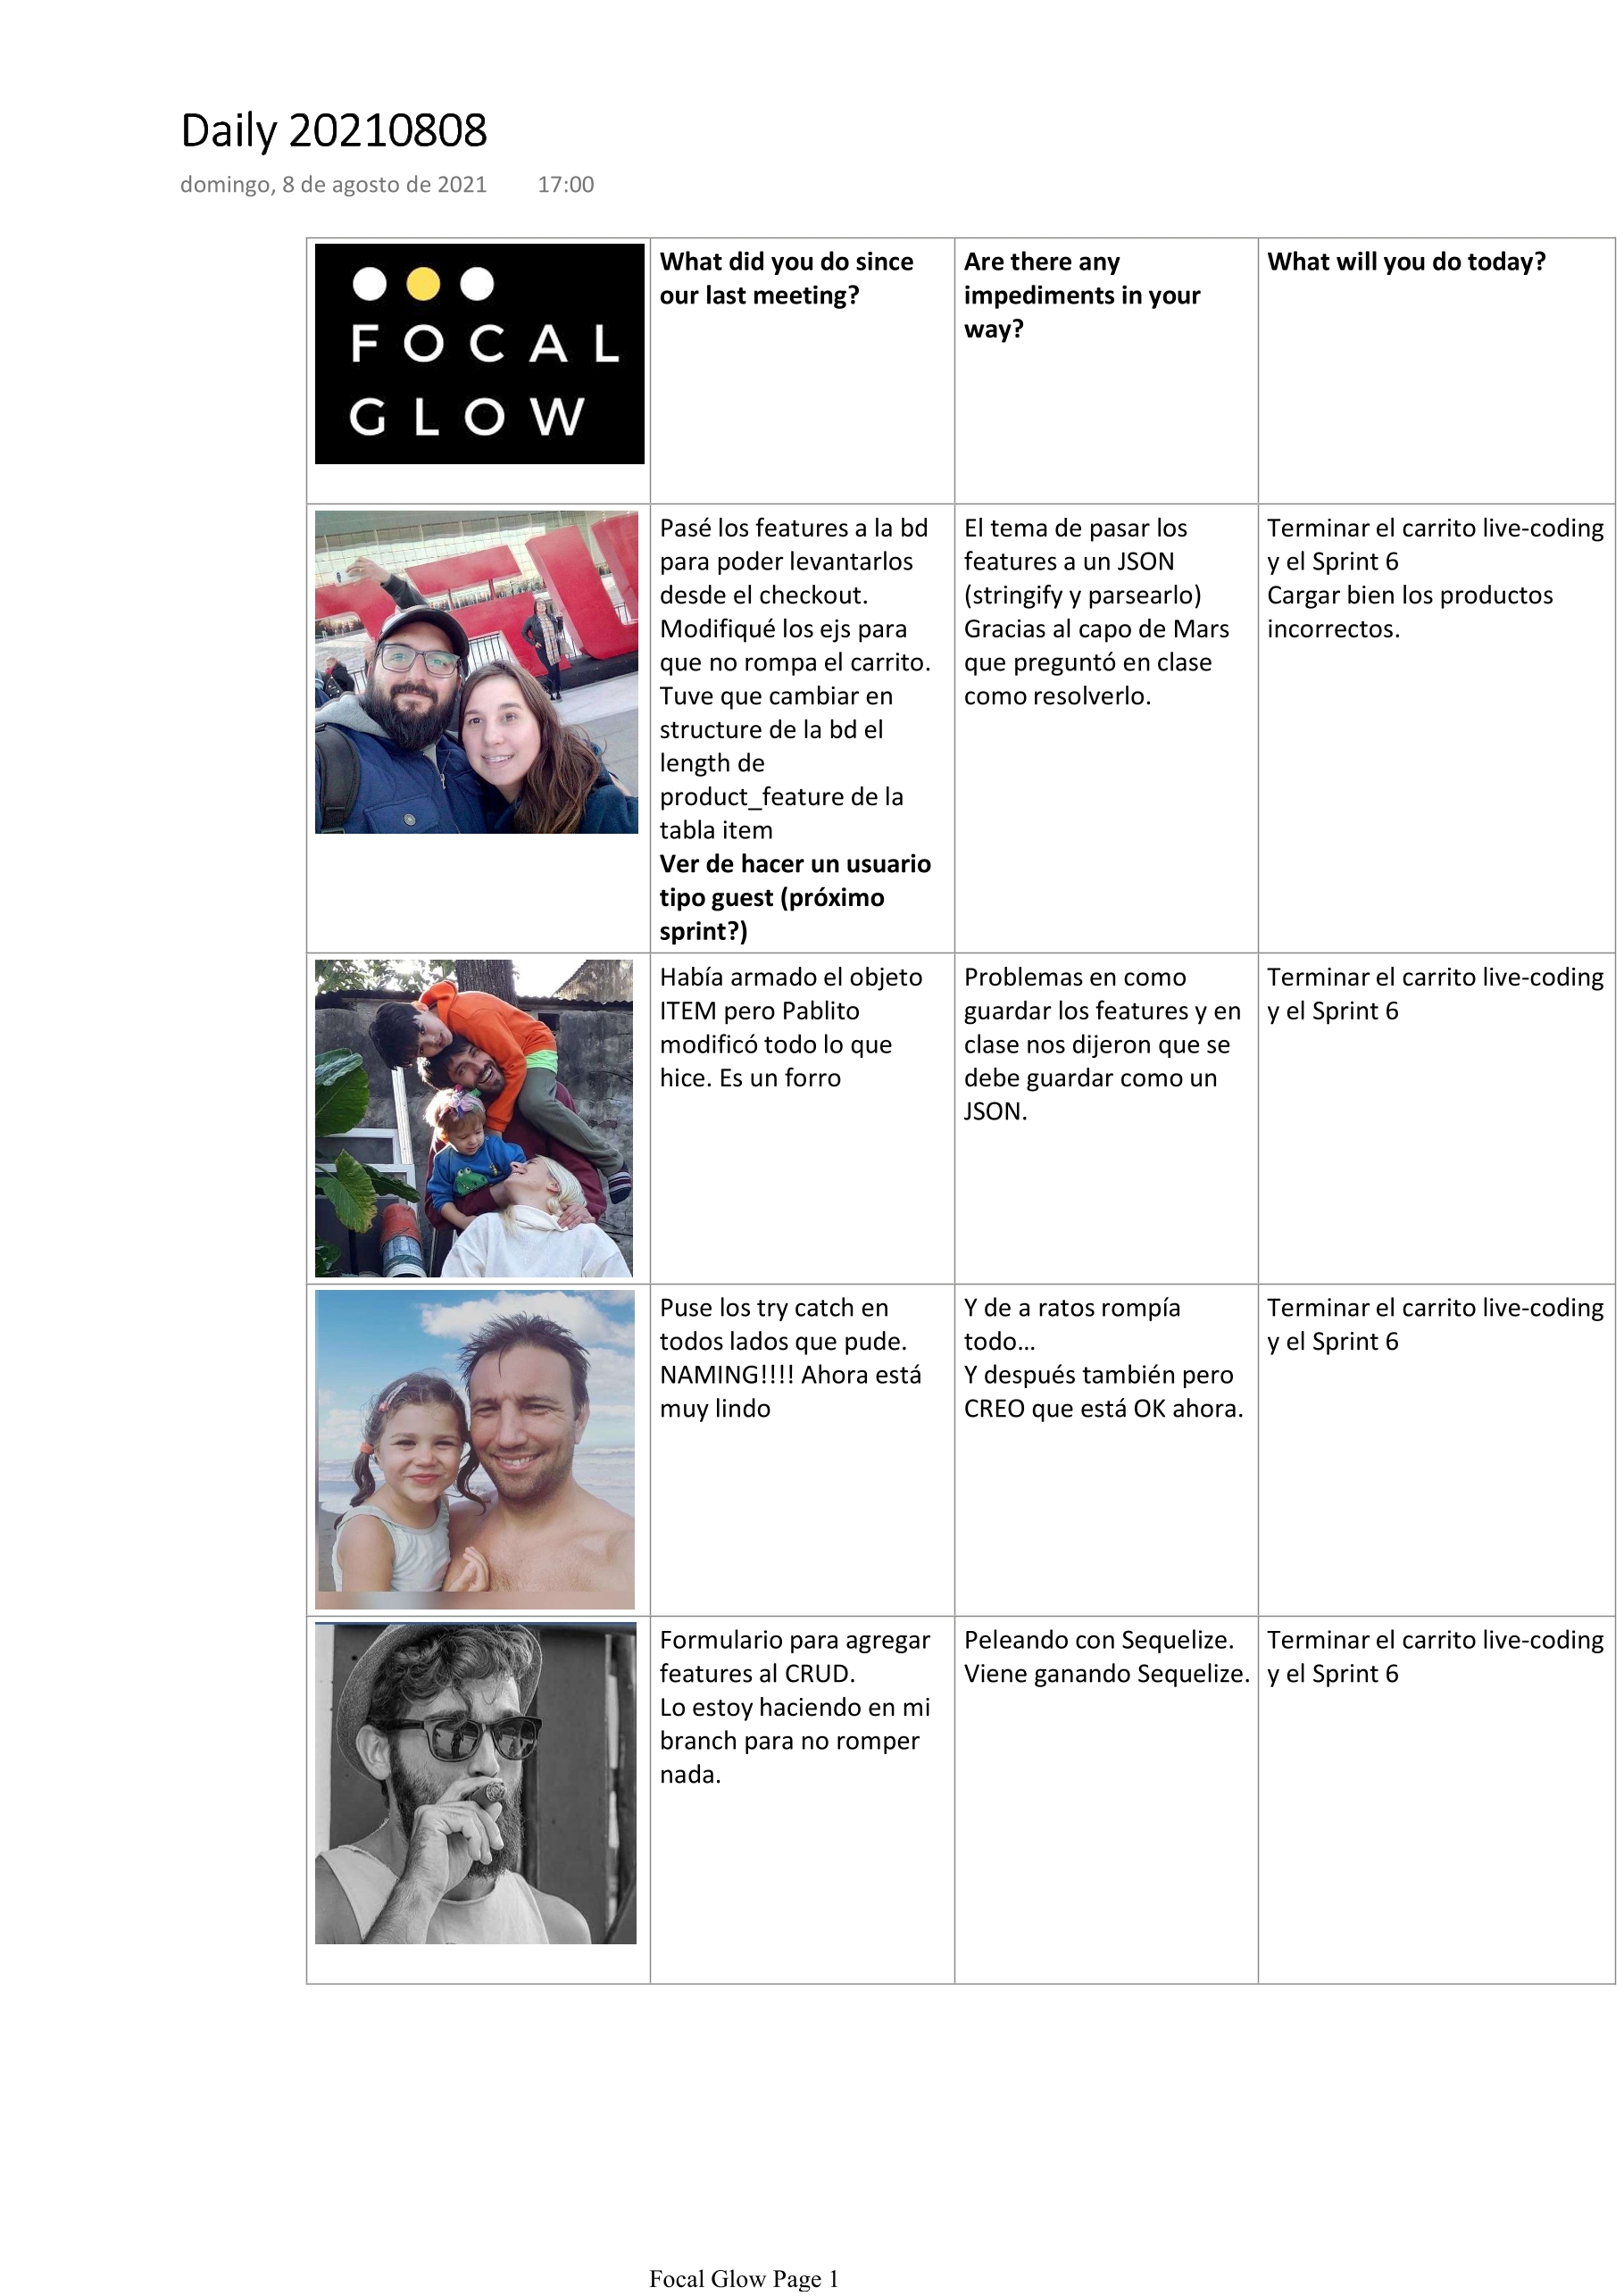 Daily 20210808
domingo, 8 de agosto de 2021 17:00
FOCAL
GLOW
What did you do since
our last meeting?
Are there any
impediments in your
way?
What will you do today?
Pasé los features a la bd
para poder levantarlos
desde el checkout.
Modifiqué los ejs para
que no rompa el carrito.
Tuve que cambiar en
structure de la bd el
length de
product_feature de la
tabla item
Ver de hacer un usuario
tipo guest (próximo
sprint?)
El tema de pasar los
features a un JSON
(stringify y parsearlo)
Gracias al capo de Mars
que preguntó en clase
como resolverlo.
Terminar el carrito live-coding
y el Sprint 6
Cargar bien los productos
incorrectos.
Había armado el objeto
ITEM pero Pablito
modificó todo lo que
hice. Es un forro
Problemas en como
guardar los features y en
clase nos dijeron que se
debe guardar como un
JSON.
Terminar el carrito live-coding
y el Sprint 6
Puse los try catch en
todos lados que pude.
NAMING!!!! Ahora está
muy lindo
Y de a ratos rompía
todo...
Y después también pero
CREO que está OK ahora.
Terminar el carrito live-coding
y el Sprint 6
Formulario para agregar
features al CRUD.
Lo estoy haciendo en mi
branch para no romper
nada.
Peleando con Sequelize.
Viene ganando Sequelize.
Terminar el carrito live-coding
y el Sprint 6
Focal Glow Page 1